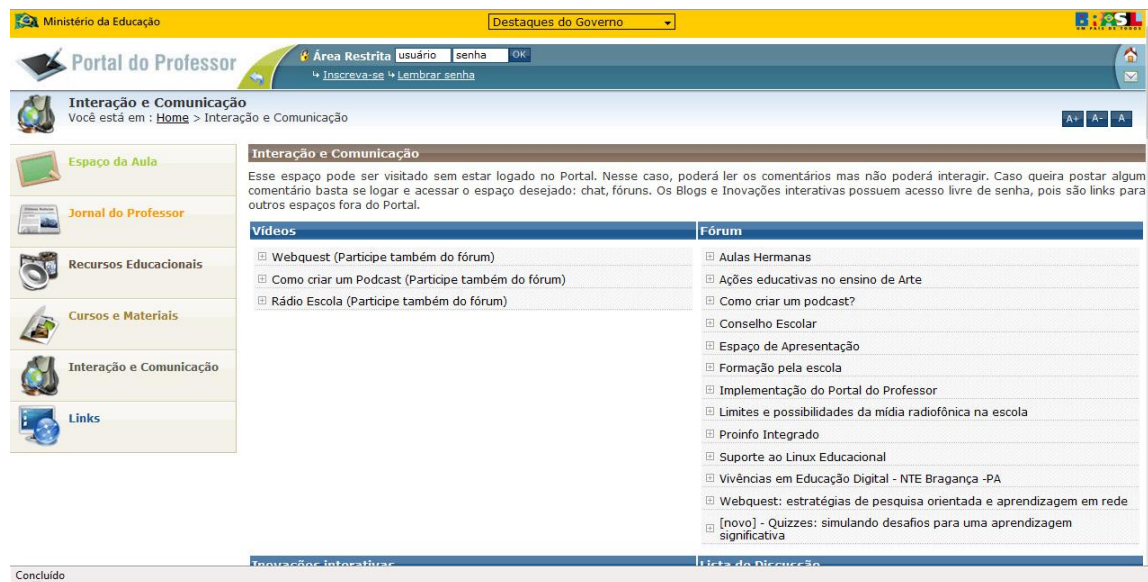 Ministério da Educação
Destaques do Governo
BRASIL
UM PAÍS DE TODOS
Portal do Professor
Área Restrita usuário senha OK
Inscreva-se Lembrar senha
Interação e Comunicação
Você está em : Home > Interação e Comunicação
A+ A- A
Espaço da Aula
Jornal do Professor
Recursos Educacionais
Cursos e Materiais
Interação e Comunicação
Links
Interação e Comunicação
Esse espaço pode ser visitado sem estar logado no Portal. Nesse caso, poderá ler os comentários mas não poderá interagir. Caso queira postar algum
comentário basta se logar e acessar o espaço desejado: chat, fóruns. Os Blogs e Inovações interativas possuem acesso livre de senha, pois são links para
outros espaços fora do Portal.
Vídeos
Webquest (Participe também do fórum)
Como criar um Podcast (Participe também do fórum)
Rádio Escola (Participe também do fórum)
Fórum
Aulas Hermanas
Ações educativas no ensino de Arte
Como criar um podcast?
Conselho Escolar
Espaço de Apresentação
Formação pela escola
Implementação do Portal do Professor
Limites e possibilidades da mídia radiofônica na escola
Proinfo Integrado
Suporte ao Linux Educacional
Vivências em Educação Digital - NTE Bragança -PA
Webquest: estratégias de pesquisa orientada e aprendizagem em rede
[novo] - Quizzes: simulando desafios para uma aprendizagem
significativa
Inovações interativas
Lista de Discussão
Concluído